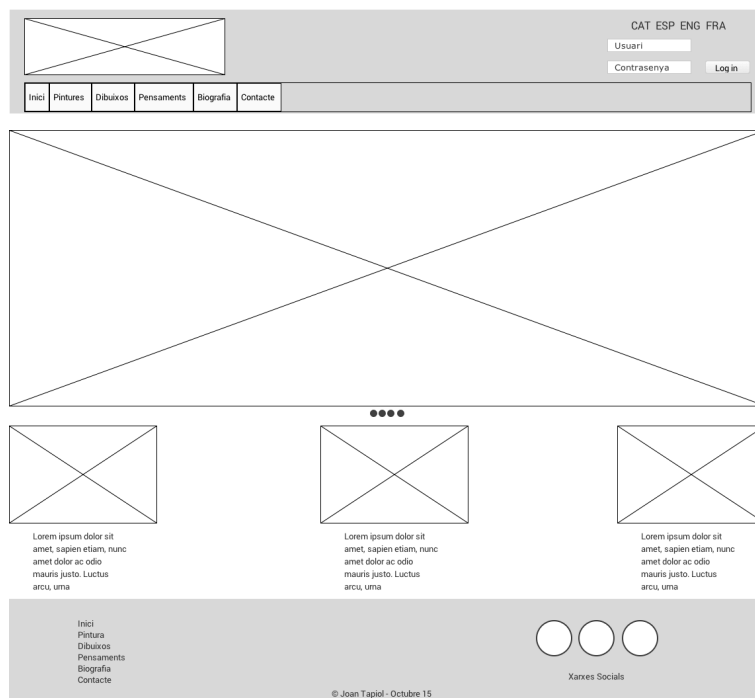 CAT ESP ENG FRA
Usuari
Contrasenya
Log in
Inici Pintures Dibuixos Pensaments Biografia Contacte
Lorem ipsum dolor sit
amet, sapien etiam, nunc
amet dolor ac odio
mauris justo. Luctus
arcu, urna
Lorem ipsum dolor sit
amet, sapien etiam, nunc
amet dolor ac odio
mauris justo. Luctus
arcu, urna
Lorem ipsum dolor sit
amet, sapien etiam, nunc
amet dolor ac odio
mauris justo. Luctus
arcu, urna
Inici
Pintura
Dibuixos
Pensaments
Biografia
Contacte
Xarxes Socials
© Joan Tapiol - Octubre 15